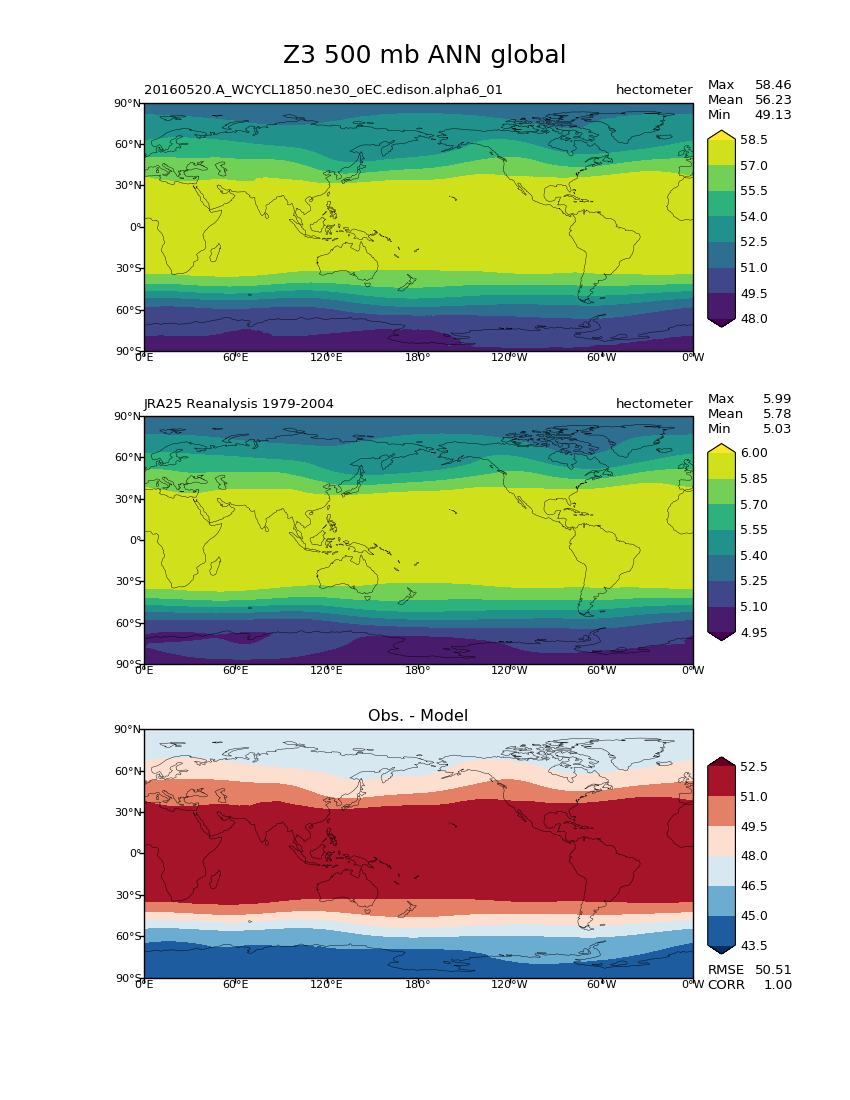 Z3 500 mb ANN global
20160520.A_WCYCL1850.ne30_oEC.edison.alpha6_01 hectometer
Max 58.46
Mean 56.23
Min 49.13
90°N
60°N
30°N
0°
30°S
60°S
90°S
0°E 60°E 120°E 180° 120°W 60°W 0°W
58.5
57.0
55.5
54.0
52.5
51.0
49.5
48.0
JRA25 Reanalysis 1979-2004 hectometer
Max 5.99
Mean 5.78
Min 5.03
90°N
60°N
30°N
0°
30°S
60°S
90°S
0°E 60°E 120°E 180° 120°W 60°W 0°W
6.00
5.85
5.70
5.55
5.40
5.25
5.10
4.95
Obs. - Model
90°N
60°N
30°N
0°
30°S
60°S
90°S
0°E 60°E 120°E 180° 120°W 60°W 0°W
52.5
51.0
49.5
48.0
46.5
45.0
43.5
RMSE 50.51
CORR 1.00